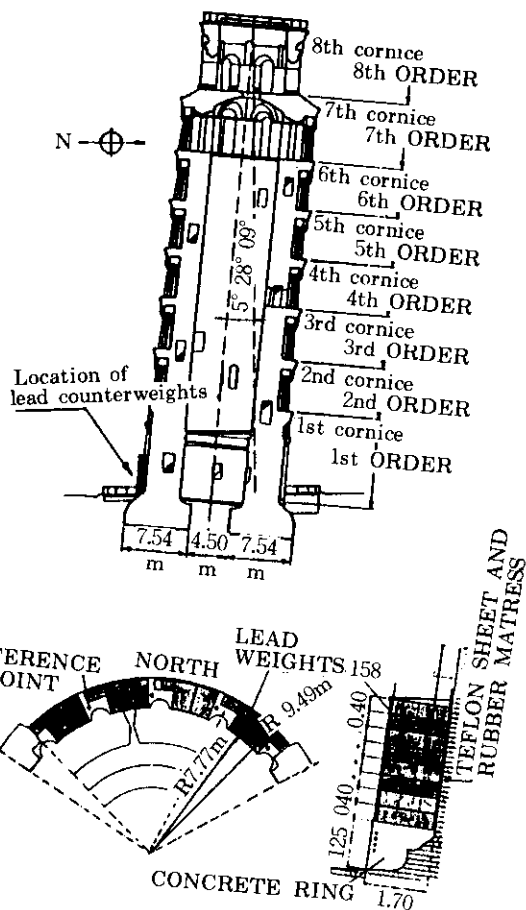 8th cornice
8th ORDER
7th cornice
7th ORDER
N
6th cornice
6th ORDER
5th cornice
5th ORDER
5° 28' 09°
4th cornice
4th ORDER
3rd cornice
3rd ORDER
Location of
lead counterweights
2nd cornice
2nd ORDER
1st cornice
1st ORDER
7.54
4.50
7.54
m
m
m
ERENCE
OINT
NORTH
LEAD
WEIGHTS
R 9.49m
R7.77m
158
0.40
040
125
TEFLON SHEET AND
RUBBER MATRESS
CONCRETE RING
1.70